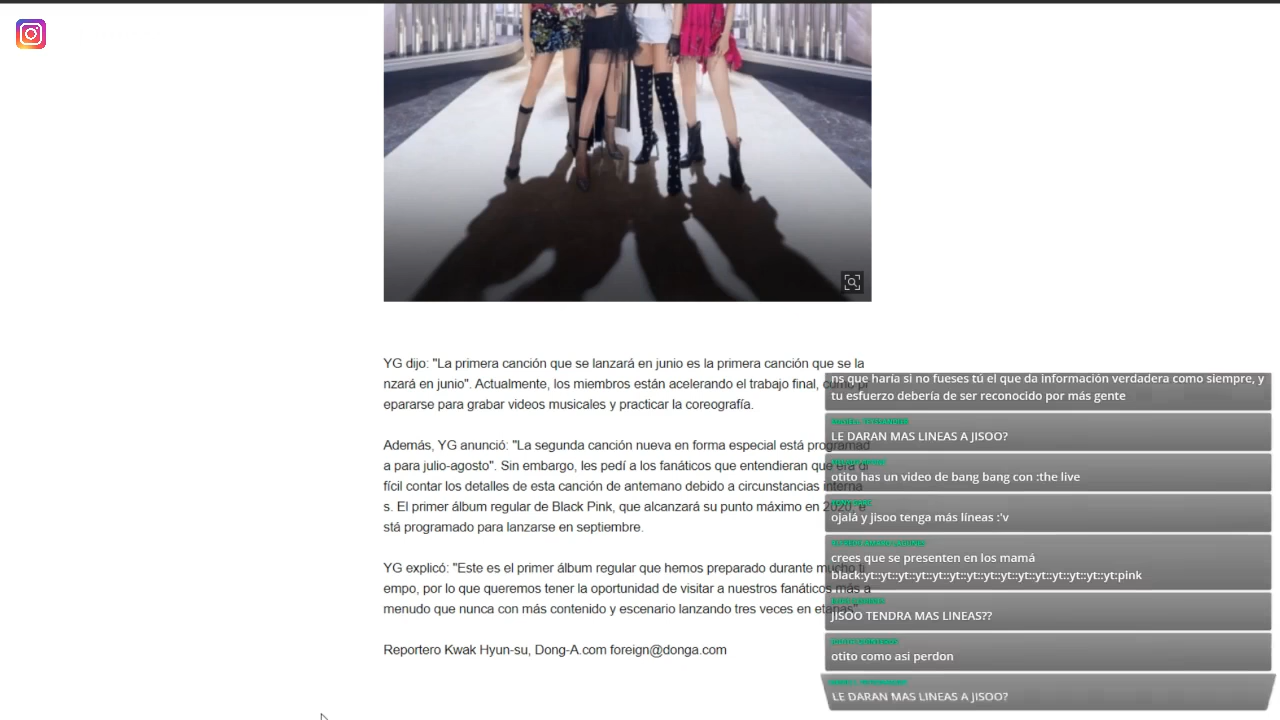 YG dijo: "La primera canción que se lanzará en junio es la primera canción que se la
nzará en junio". Actualmente, los miembros están acelerando el trabajo final, como pr
epararse para grabar videos musicales y practicar la coreografía.
Además, YG anunció: "La segunda canción nueva en forma especial está programad
a para julio-agosto". Sin embargo, les pedí a los fanáticos que entendieran que era di
fícil contar los detalles de esta canción de antemano debido a circunstancias interna
s. El primer álbum regular de Black Pink, que alcanzará su punto máximo en 2020, e
stá programado para lanzarse en septiembre.
YG explicó: "Este es el primer álbum regular que hemos preparado durante mucho ti
empo, por lo que queremos tener la oportunidad de visitar a nuestros fanáticos más a
menudo que nunca con más contenido y escenario lanzando tres veces en etapas"
Reportero Kwak Hyun-su, Dong-A.com foreign@donga.com
ns que haría si no fueses tú el que da información verdadera como siempre, y
tu esfuerzo debería de ser reconocido por más gente
LE DARAN MAS LINEAS A JISOO?
otito has un video de bang bang con :the live
ojalá y jisoo tenga más líneas :'v
crees que se presenten en los mamá
black:yt::yt::yt::yt::yt::yt::yt::yt::yt::yt::yt::yt::yt::yt::yt::yt:pink
JISOO TENDRA MAS LINEAS??
otito como asi perdon
LE DARAN MAS LINEAS A JISOO?